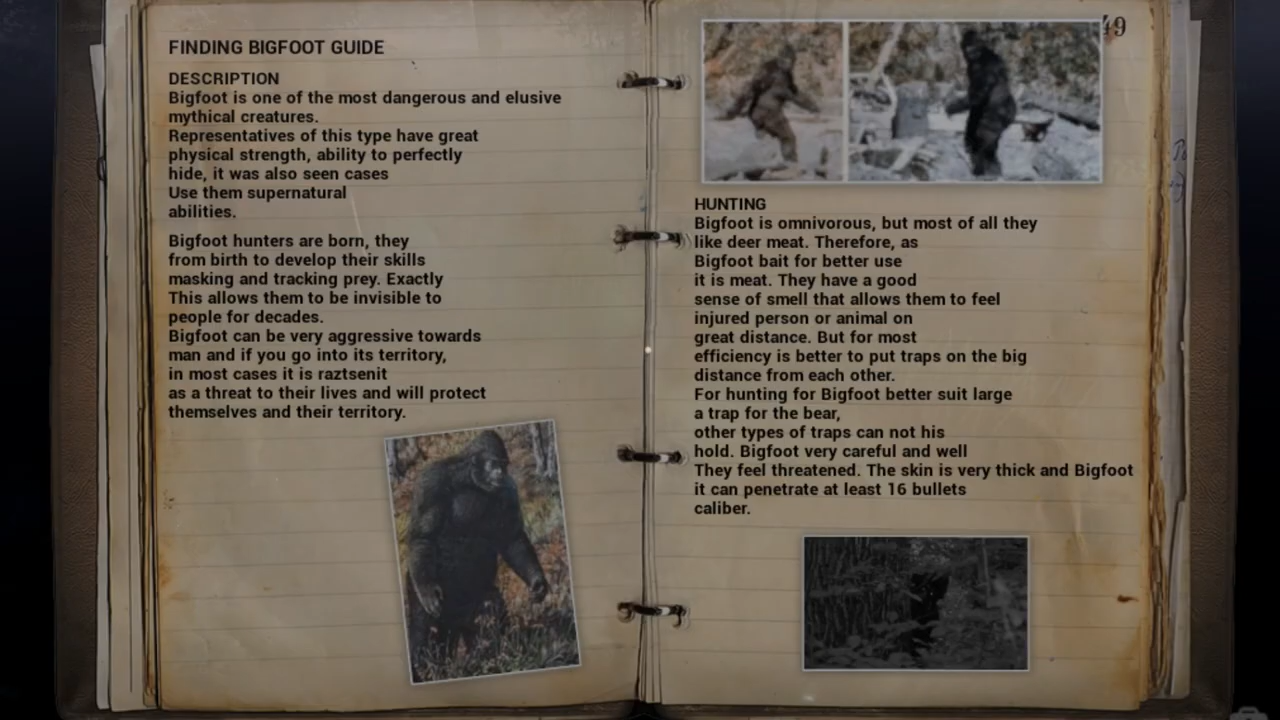 FINDING BIGFOOT GUIDE
DESCRIPTION
Bigfoot is one of the most dangerous and elusive
mythical creatures.
Representatives of this type have great
physical strength, ability to perfectly
hide, it was also seen cases
Use them supernatural
abilities.
Bigfoot hunters are born, they
from birth to develop their skills
masking and tracking prey. Exactly
This allows them to be invisible to
people for decades.
Bigfoot can be very aggressive towards
man and if you go into its territory,
in most cases it is raztsenit
as a threat to their lives and will protect
themselves and their territory.
49
HUNTING
Bigfoot is omnivorous, but most of all they
like deer meat. Therefore, as
Bigfoot bait for better use
it is meat. They have a good
sense of smell that allows them to feel
injured person or animal on
great distance. But for most
efficiency is better to put traps on the big
distance from each other.
For hunting for Bigfoot better suit large
a trap for the bear,
other types of traps can not his
hold. Bigfoot very careful and well
They feel threatened. The skin is very thick and Bigfoot
it can penetrate at least 16 bullets
caliber.